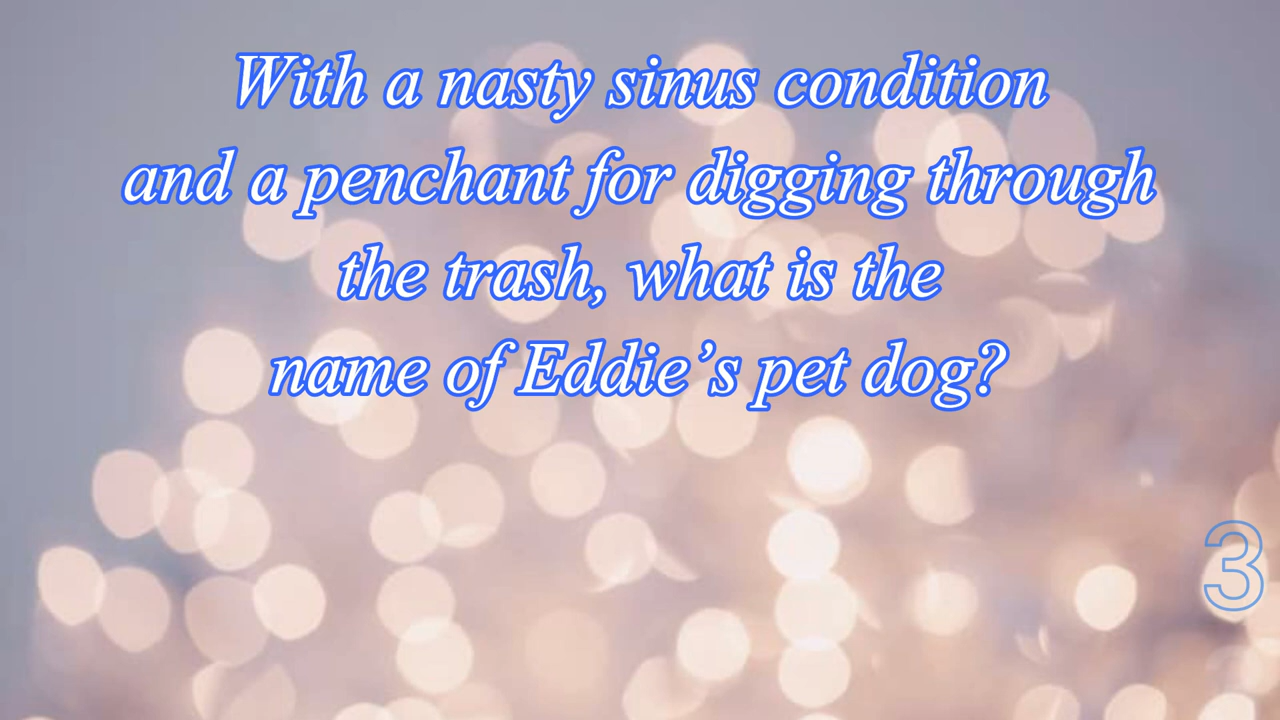 With a nasty sinus condition
and a penchant for digging through
the trash, what is the
name of Eddie’s pet dog?
3